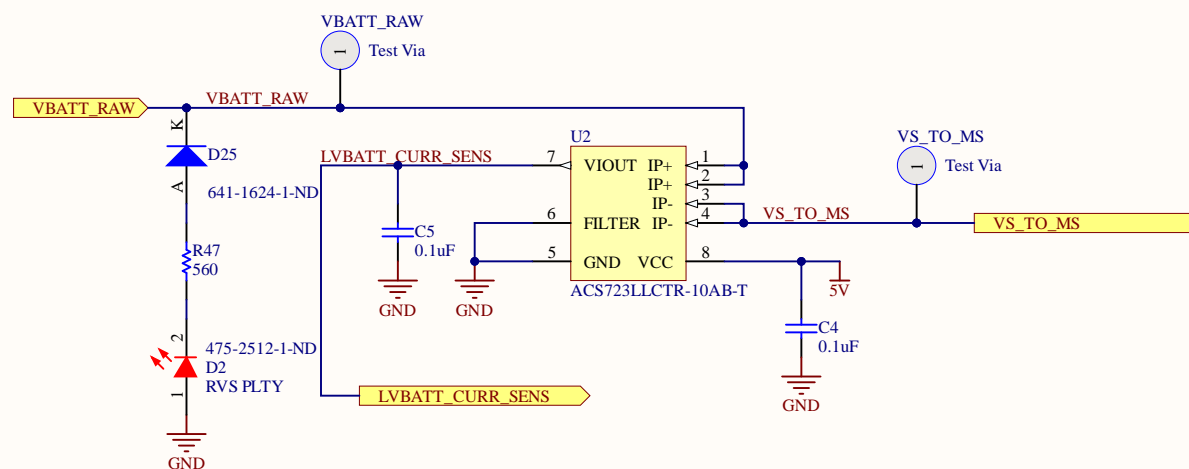 VBATT_RAW
1
Test Via
VBATT_RAW
VBATT_RAW
K
D25
A
641-1624-1-ND
R47
560
2
475-2512-1-ND
D2
RVS PLTY
1
GND
LVBATT_CURR_SENS
C5
0.1uF
GND
GND
U2
7
VIOUT
IP+
1
IP+
2
IP-
3
6
FILTER
IP-
4
5
GND
VCC
8
ACS723LLCTR-10AB-T
VS_TO_MS
VS_TO_MS
1
Test Via
VS_TO_MS
5V
C4
0.1uF
GND
LVBATT_CURR_SENS